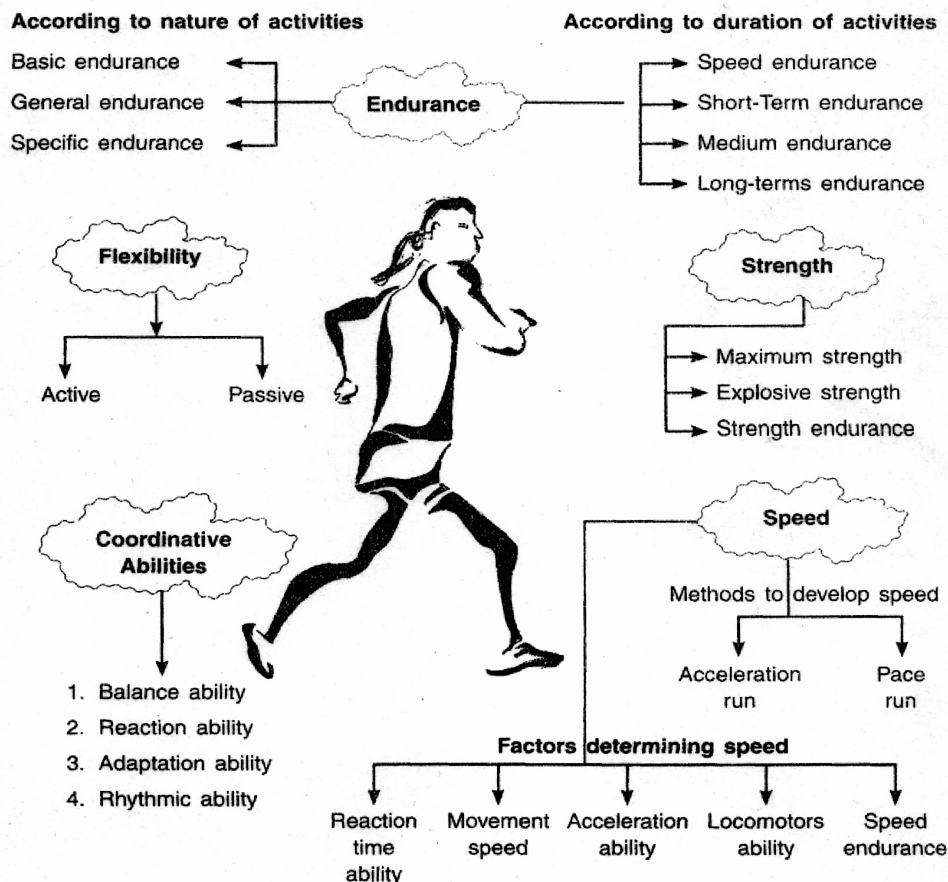 According to nature of activities
Basic endurance
General endurance
Specific endurance
Endurance
According to duration of activities
Speed endurance
Short-Term endurance
Medium endurance
Long-terms endurance
Flexibility
Active
Passive
Strength
Maximum strength
Explosive strength
Strength endurance
Coordinative
Abilities
1. Balance ability
2. Reaction ability
3. Adaptation ability
4. Rhythmic ability
Speed
Methods to develop speed
Acceleration
run
Pace
run
Factors determining speed
Reaction
time
ability
Movement
speed
Acceleration
ability
Locomotors
ability
Speed
endurance